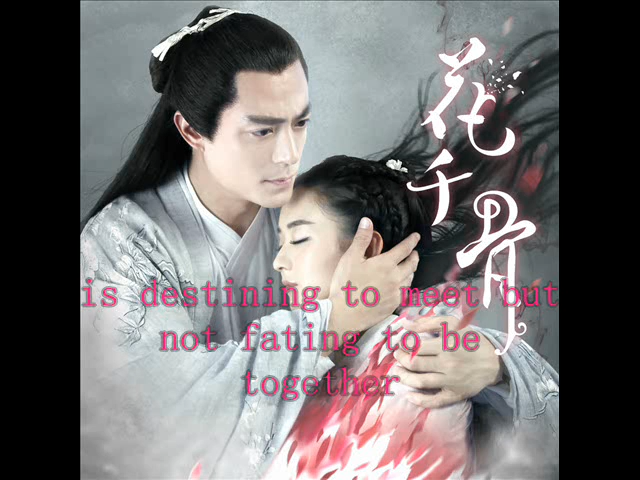 花千骨
is destining to meet but
not fating to be
together